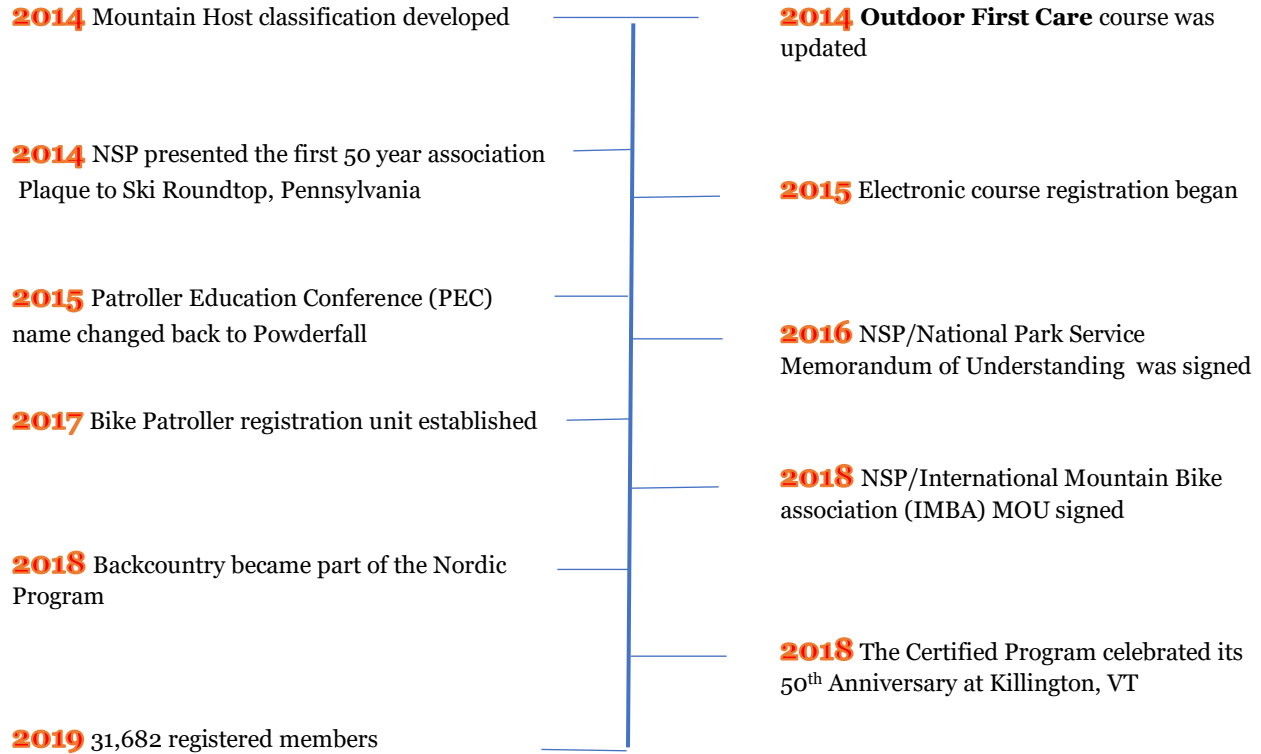 2014 Mountain Host classification developed
2014 Outdoor First Care course was
updated
2014 NSP presented the first 50 year association
Plaque to Ski Roundtop, Pennsylvania
2015 Electronic course registration began
2015 Patroller Education Conference (PEC)
name changed back to Powderfall
2016 NSP/National Park Service
Memorandum of Understanding was signed
2017 Bike Patroller registration unit established
2018 NSP/International Mountain Bike
association (IMBA) MOU signed
2018 Backcountry became part of the Nordic
Program
2018 The Certified Program celebrated its
50th Anniversary at Killington, VT
2019 31,682 registered members